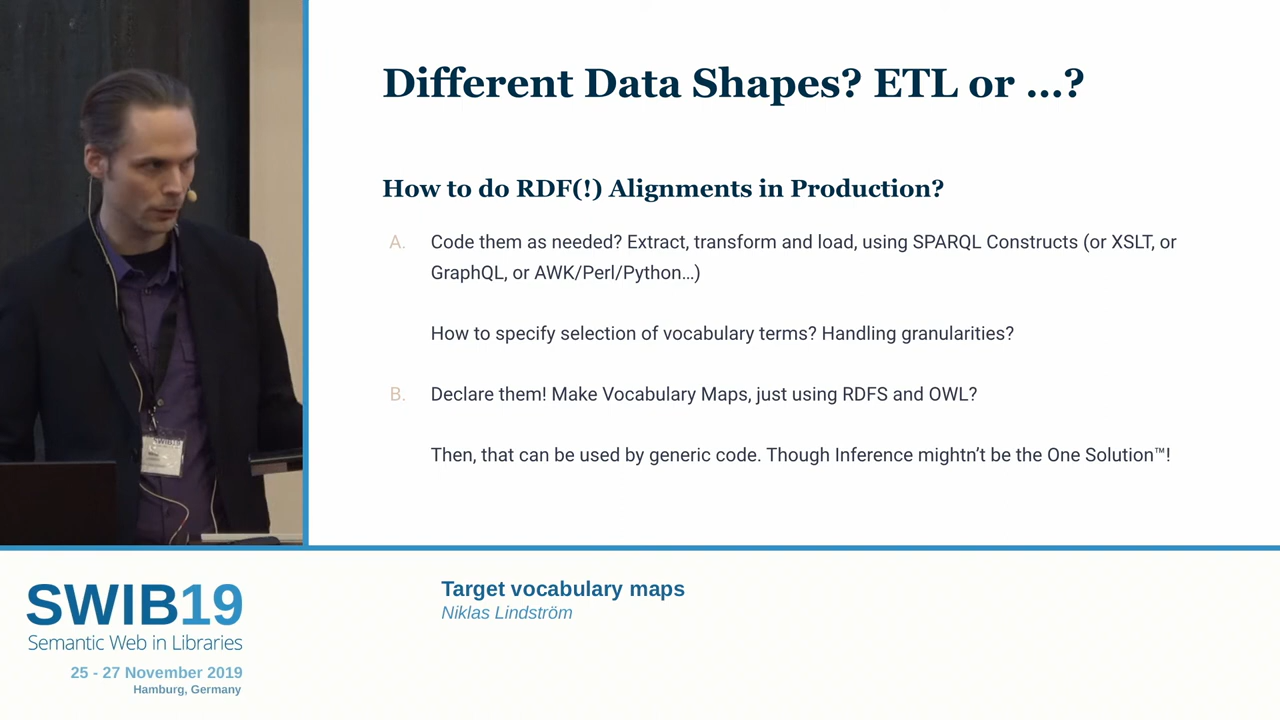 Different Data Shapes? ETL or ...?
How to do RDF(!) Alignments in Production?
A. Code them as needed? Extract, transform and load, using SPARQL Constructs (or XSLT, or
GraphQL, or AWK/Perl/Python…)
How to specify selection of vocabulary terms? Handling granularities?
B. Declare them! Make Vocabulary Maps, just using RDFS and OWL?
Then, that can be used by generic code. Though Inference mightn’t be the One Solution™!
SWIB19
Semantic Web in Libraries
25 - 27 November 2019
Hamburg, Germany
Target vocabulary maps
Niklas Lindström